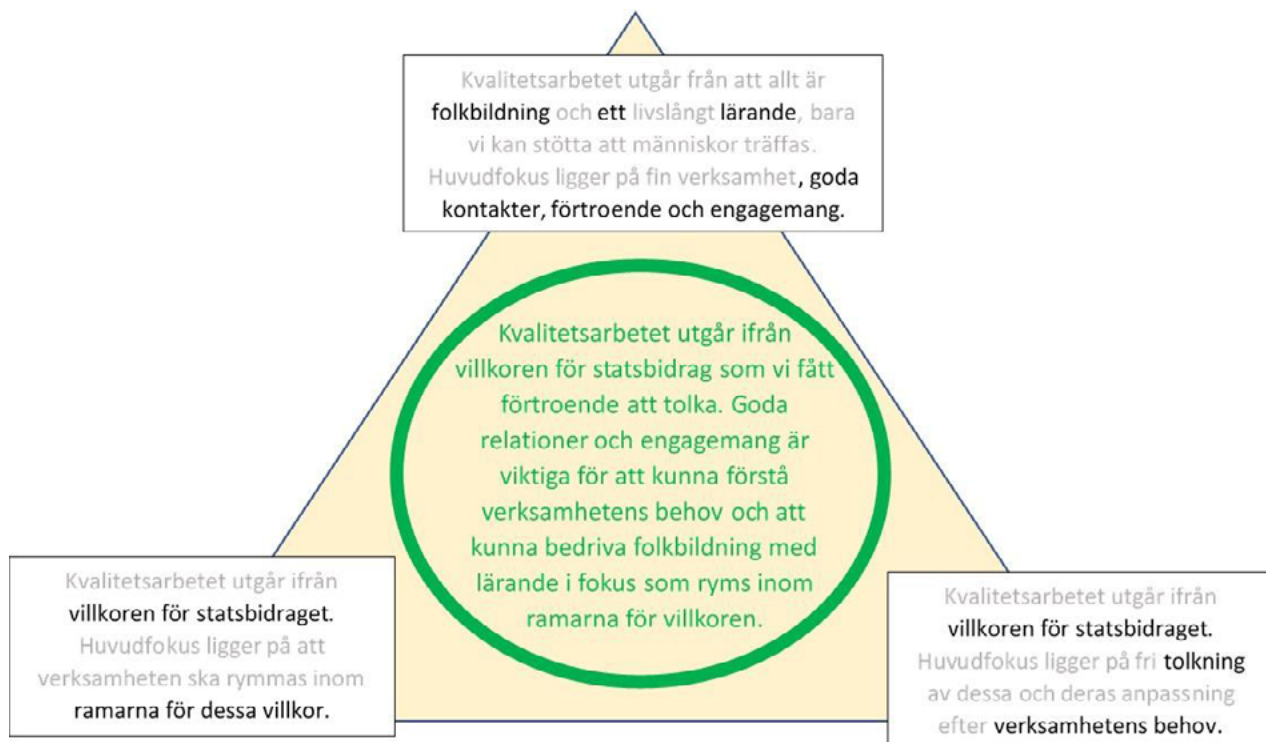 Kvalitetsarbetet utgår från att allt är
folkbildning och ett livslångt lärande, bara
vi kan stötta att människor träffas.
Huvudfokus ligger på fin verksamhet, goda
kontakter, förtroende och engagemang.
Kvalitetsarbetet utgår ifrån
villkoren för statsbidrag som vi fått
förtroende att tolka. Goda
relationer och engagemang är
viktiga för att kunna förstå
verksamhetens behov och att
kunna bedriva folkbildning med
lärande i fokus som ryms inom
ramarna för villkoren.
Kvalitetsarbetet utgår ifrån
villkoren för statsbidraget.
Huvudfokus ligger på att
verksamheten ska rymmas inom
ramarna för dessa villkor.
Kvalitetsarbetet utgår ifrån
villkoren för statsbidraget.
Huvudfokus ligger på fri tolkning
av dessa och deras anpassning
efter verksamhetens behov.